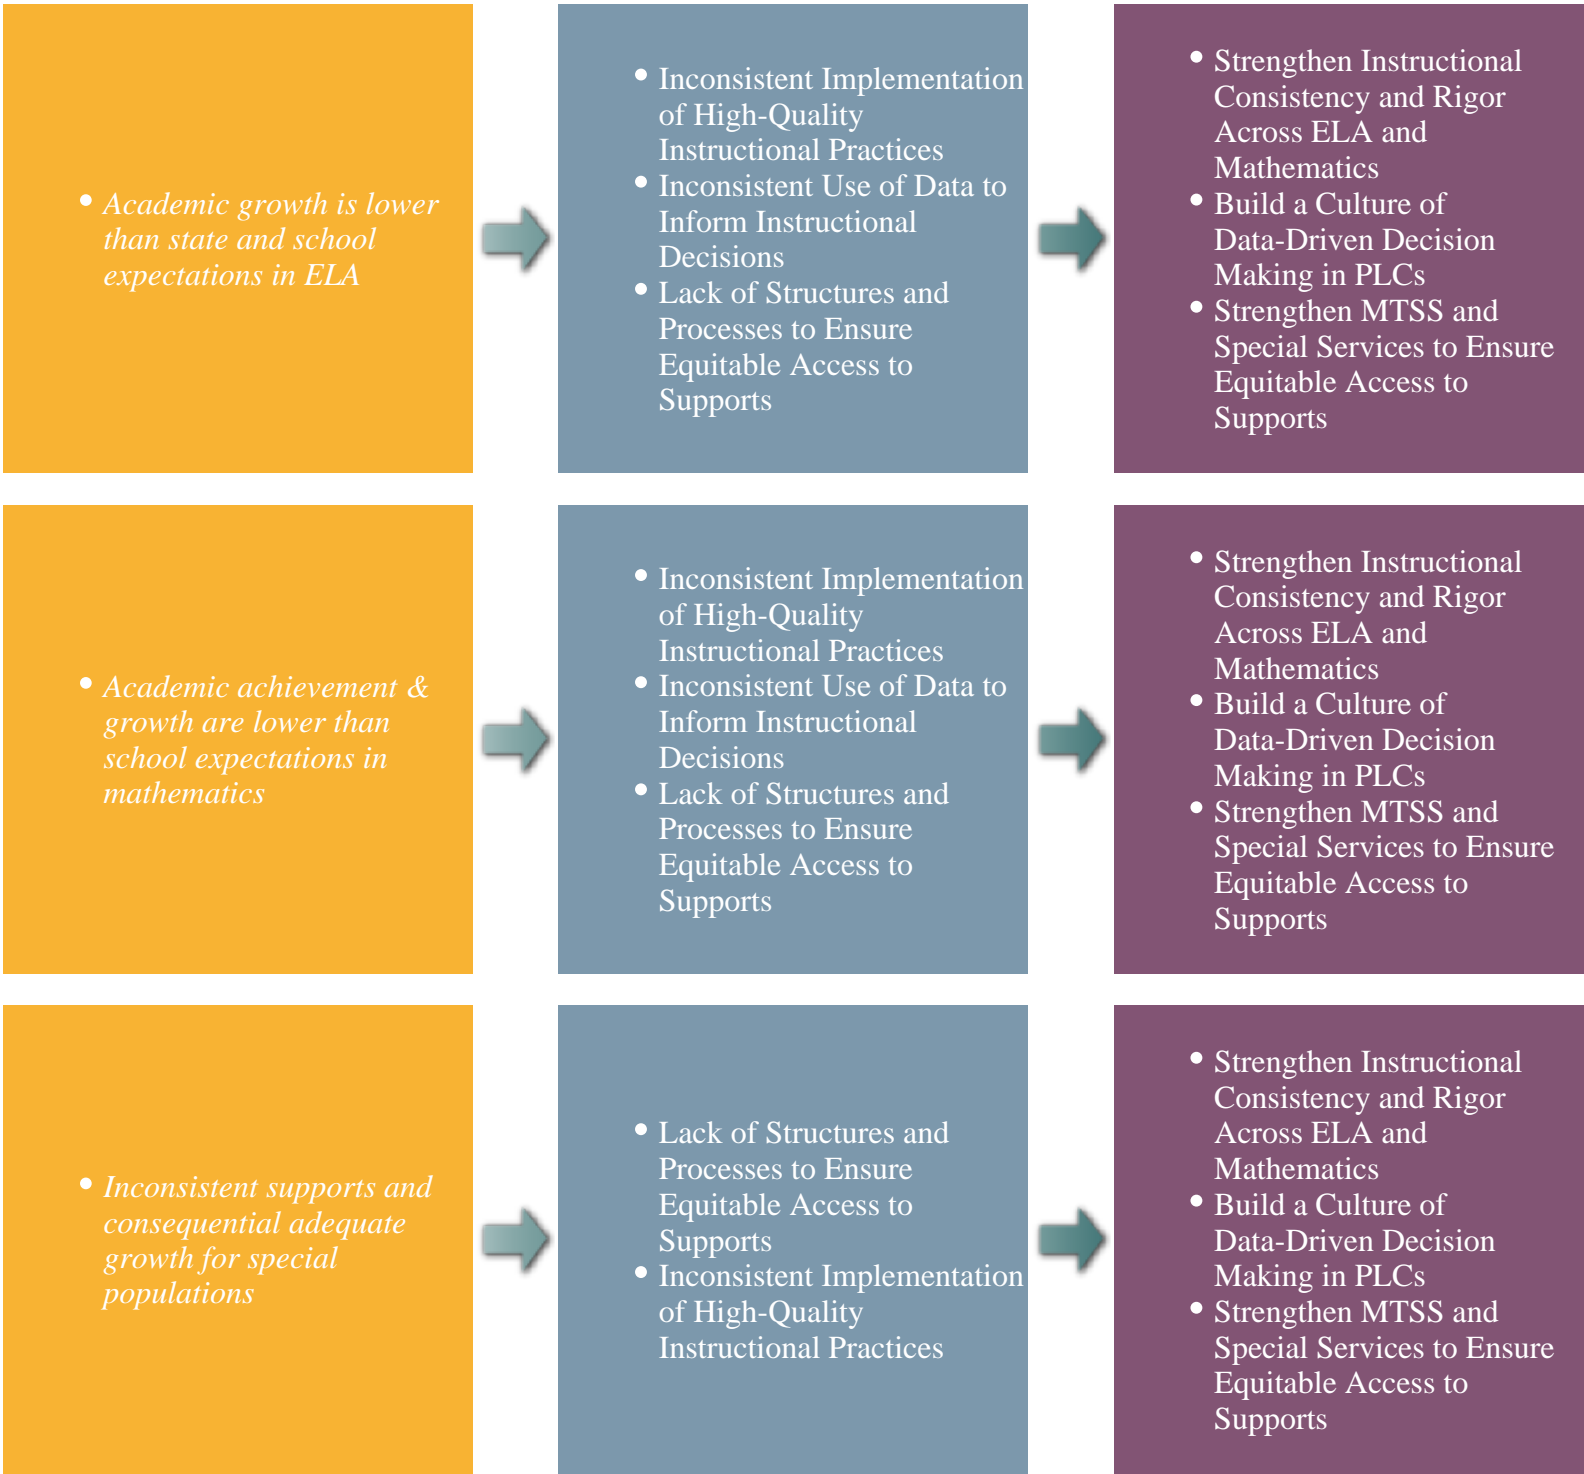 • Academic growth is lower
than state and school
expectations in ELA
• Inconsistent Implementation
of High-Quality
Instructional Practices
• Inconsistent Use of Data to
Inform Instructional
Decisions
• Lack of Structures and
Processes to Ensure
Equitable Access to
Supports
• Strengthen Instructional
Consistency and Rigor
Across ELA and
Mathematics
• Build a Culture of
Data-Driven Decision
Making in PLCs
• Strengthen MTSS and
Special Services to Ensure
Equitable Access to
Supports
• Academic achievement &
growth are lower than
school expectations in
mathematics
• Inconsistent Implementation
of High-Quality
Instructional Practices
• Inconsistent Use of Data to
Inform Instructional
Decisions
• Lack of Structures and
Processes to Ensure
Equitable Access to
Supports
• Strengthen Instructional
Consistency and Rigor
Across ELA and
Mathematics
• Build a Culture of
Data-Driven Decision
Making in PLCs
• Strengthen MTSS and
Special Services to Ensure
Equitable Access to
Supports
• Inconsistent supports and
consequential adequate
growth for special
populations
• Lack of Structures and
Processes to Ensure
Equitable Access to
Supports
• Inconsistent Implementation
of High-Quality
Instructional Practices
• Strengthen Instructional
Consistency and Rigor
Across ELA and
Mathematics
• Build a Culture of
Data-Driven Decision
Making in PLCs
• Strengthen MTSS and
Special Services to Ensure
Equitable Access to
Supports